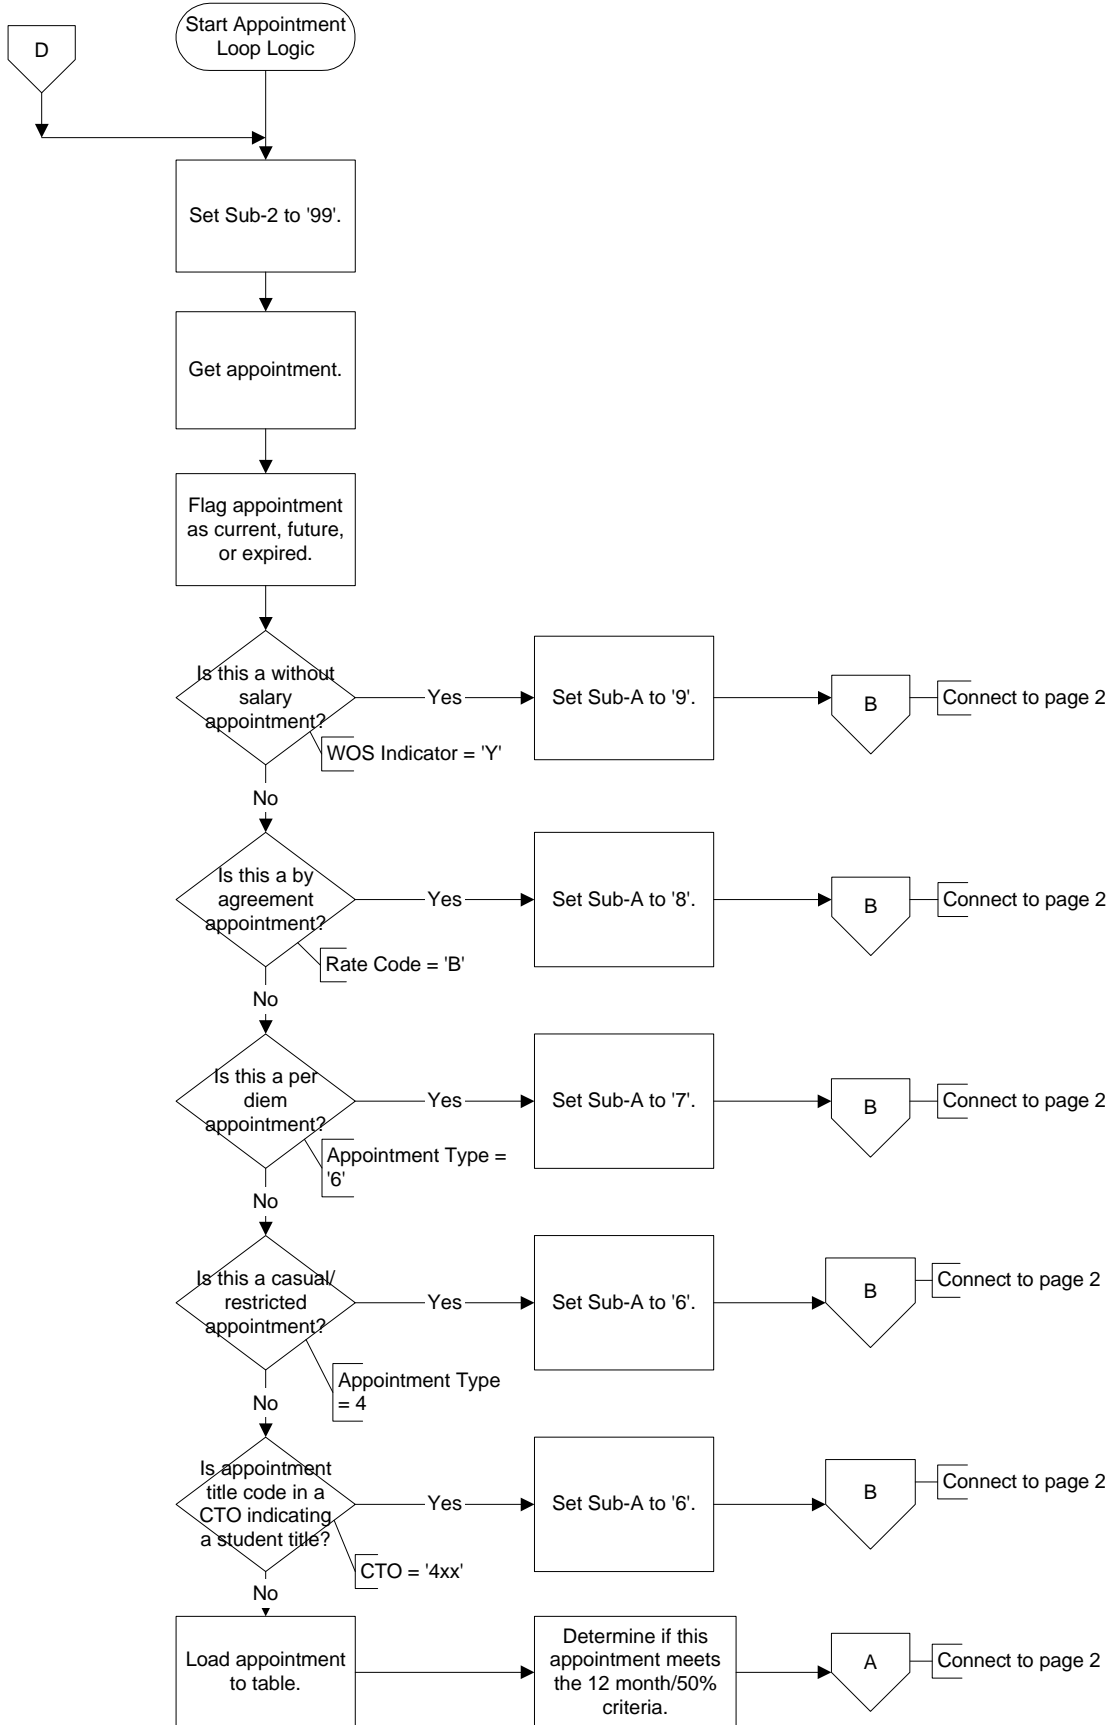 D
Start Appointment
Loop Logic
Set Sub-2 to '99'.
Get appointment.
Flag appointment
as current, future,
or expired.
Is this a without
salary
appointment?
Yes
Set Sub-A to '9'.
B
Connect to page 2
WOS Indicator = 'Y'
No
Is this a by
agreement
appointment?
Yes
Set Sub-A to '8'.
B
Connect to page 2
Rate Code = 'B'
No
Is this a per
diem
appointment?
Yes
Set Sub-A to '7'.
B
Connect to page 2
Appointment Type =
'6'
No
Is this a casual/
restricted
appointment?
Yes
Set Sub-A to '6'.
B
Connect to page 2
Appointment Type
= 4
No
Is appointment
title code in a
CTO indicating
a student title?
Yes
Set Sub-A to '6'.
B
Connect to page 2
CTO = '4xx'
No
Load appointment
to table.
Determine if this
appointment meets
the 12 month/50%
criteria.
A
Connect to page 2